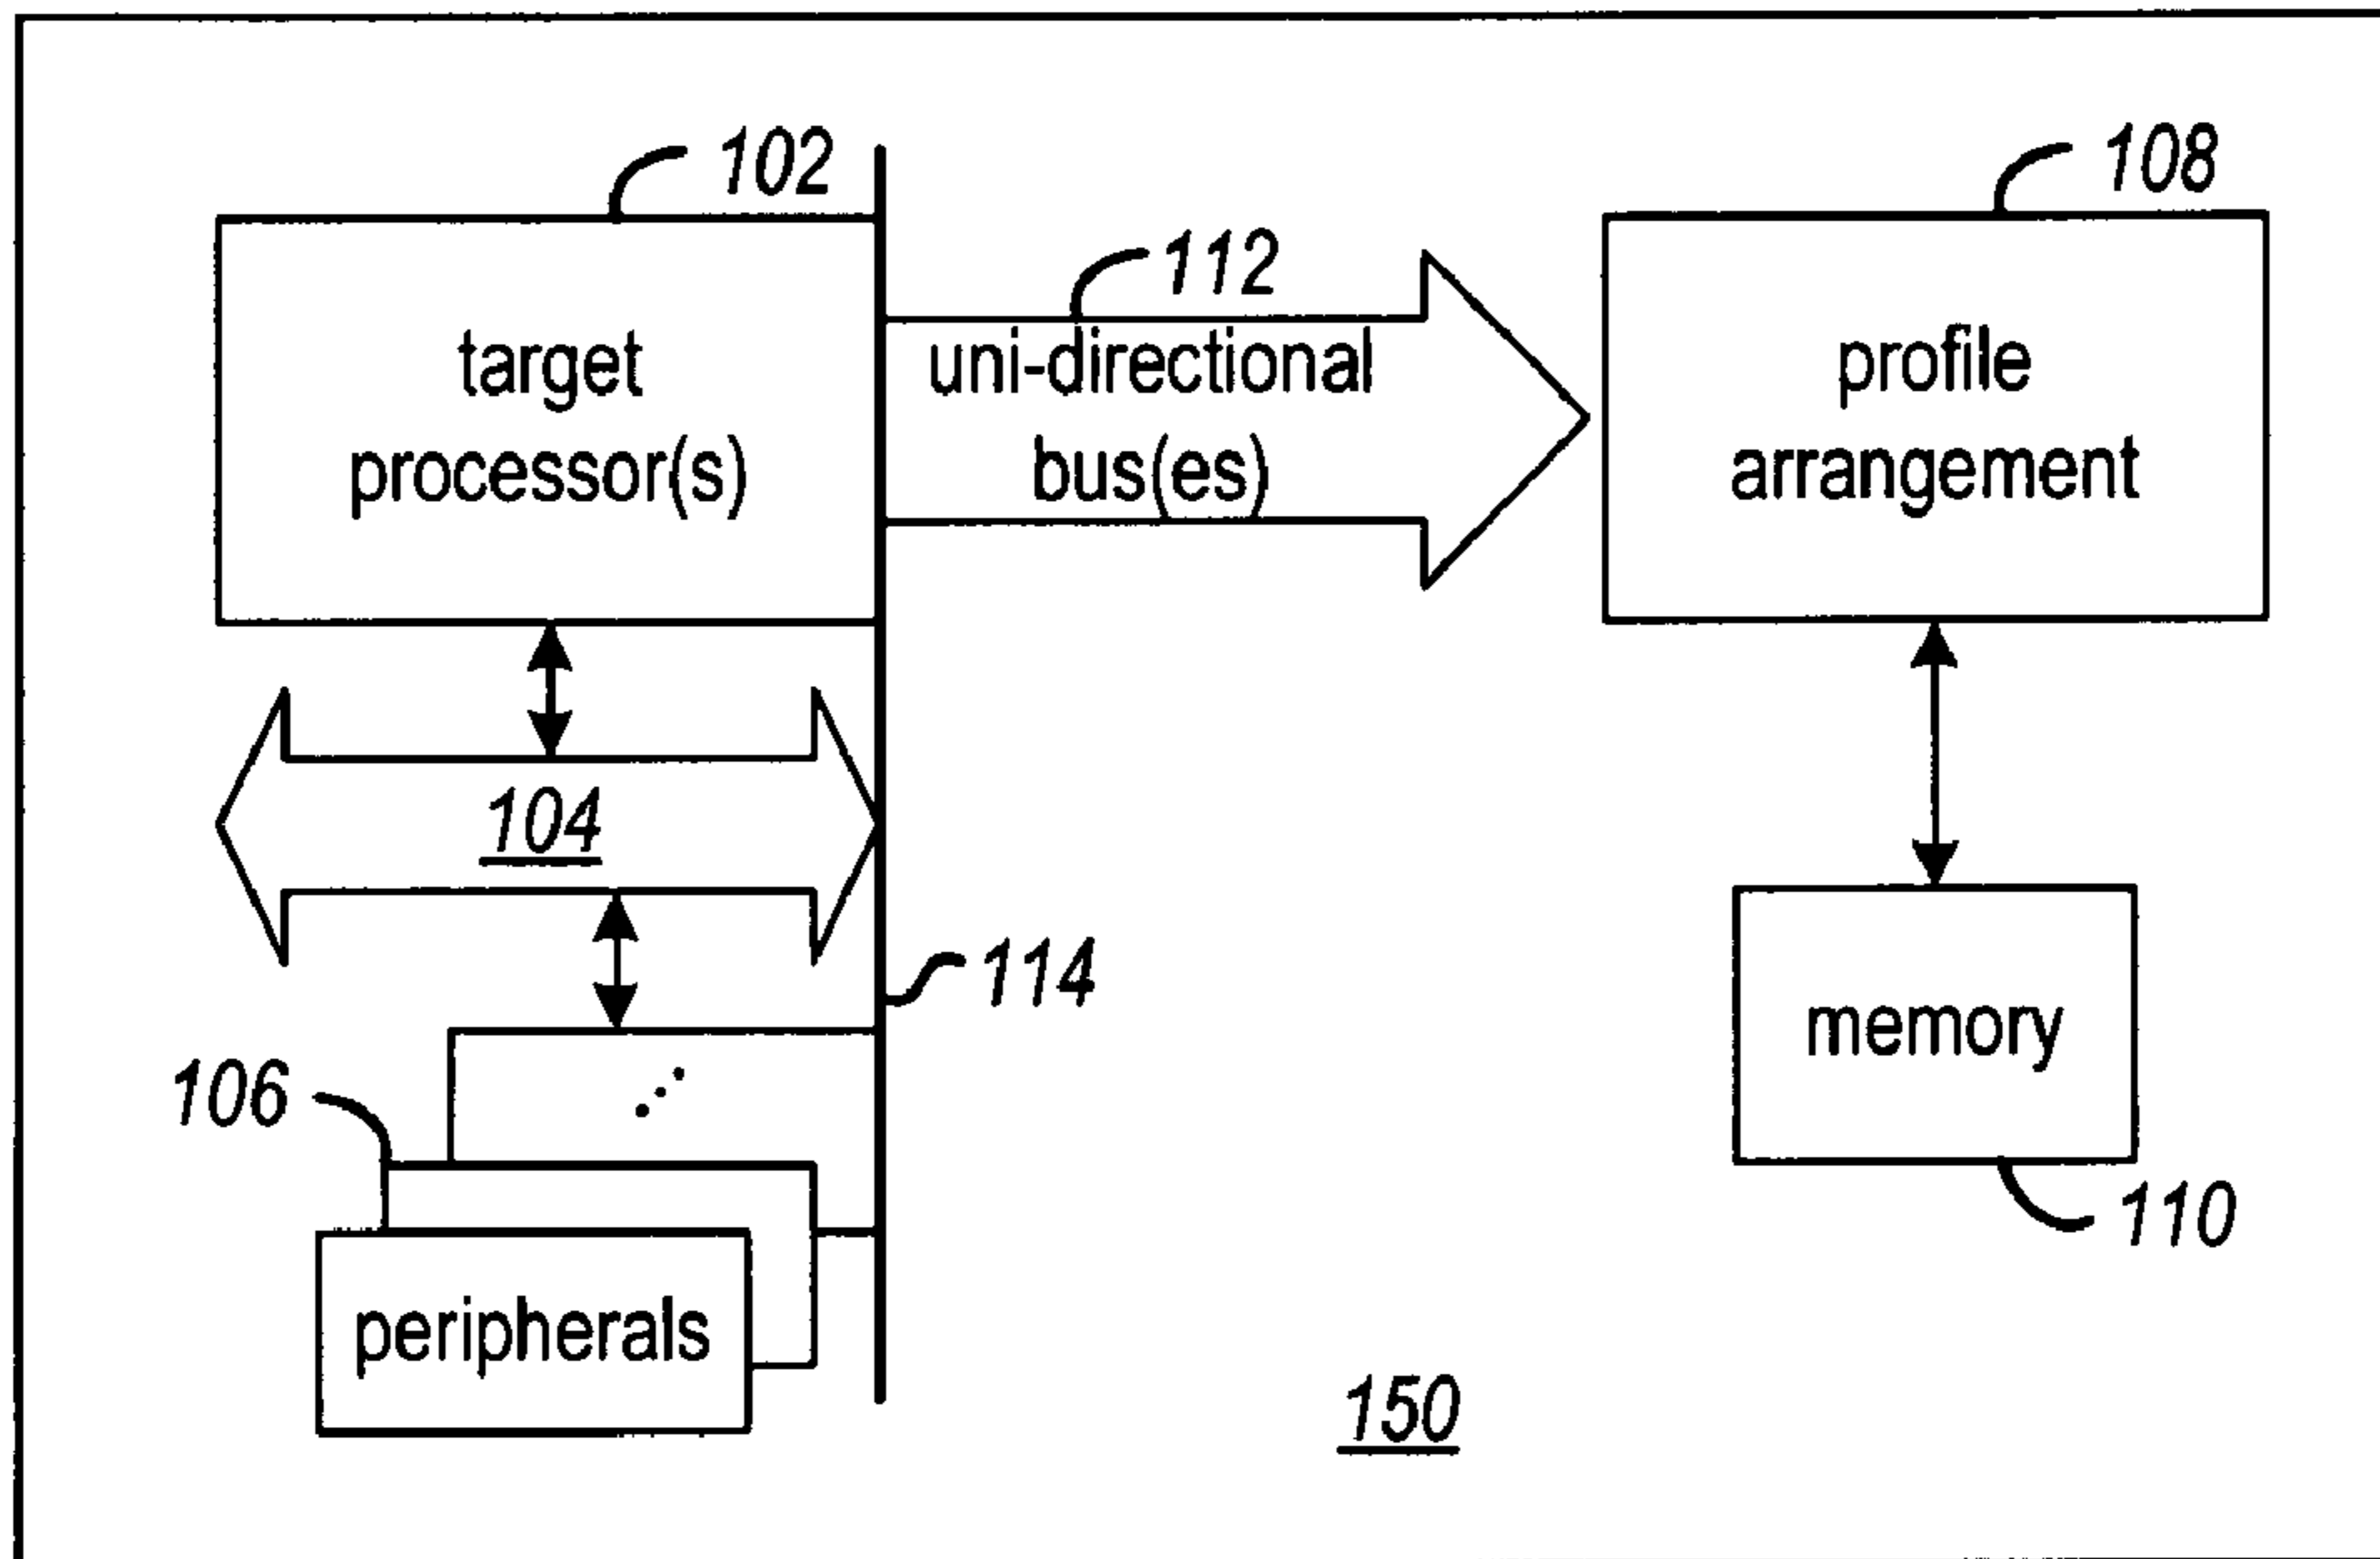 102
108
112
target
processor(s)
uni-directional
bus(es)
profile
arrangement
104
114
memory
106
110
peripherals
150